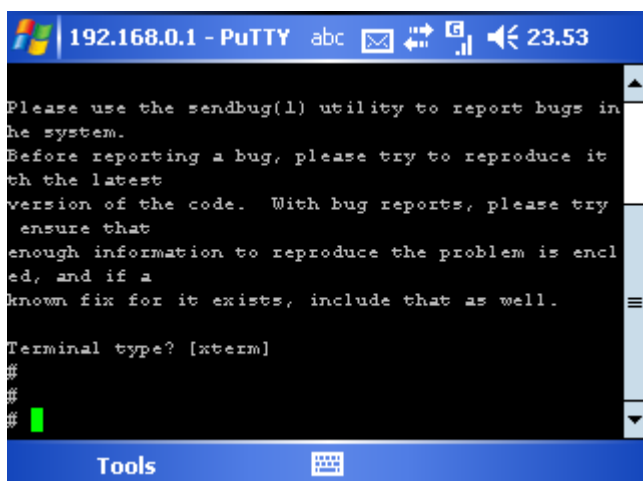 192.168.0.1 - PuTTY abc G 23.53
Please use the sendbug(1) utility to report bugs in
he system.
Before reporting a bug, please try to reproduce it
th the latest
version of the code.  With bug reports, please try
 ensure that
enough information to reproduce the problem is encl
ed, and if a
known fix for it exists, include that as well.
Terminal type? [xterm]
#
#
#
Tools